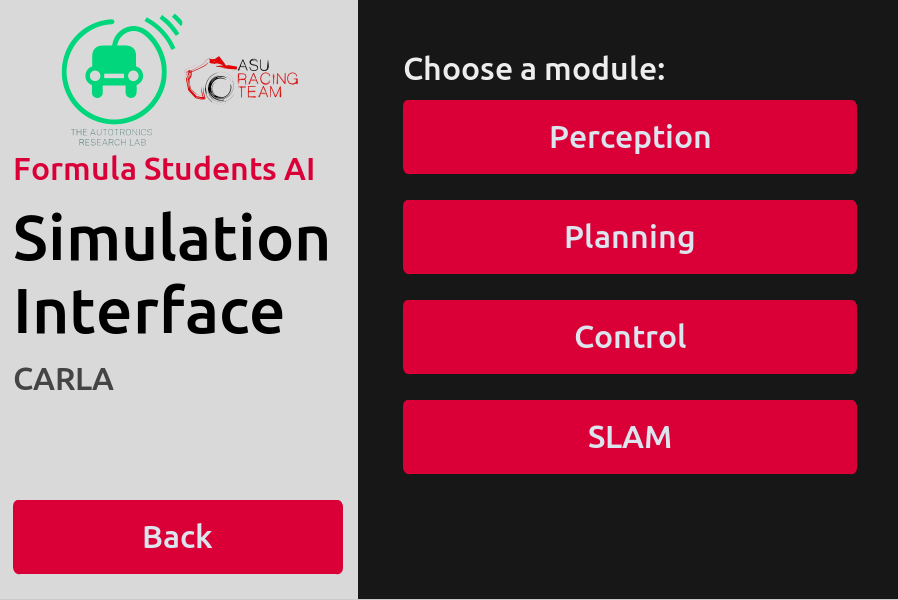 THE AUTOTRONICS
RESEARCH LAB
ASU
RACING
TEAM
Formula Students AI
Simulation
Interface
CARLA
Back
Choose a module:
Perception
Planning
Control
SLAM